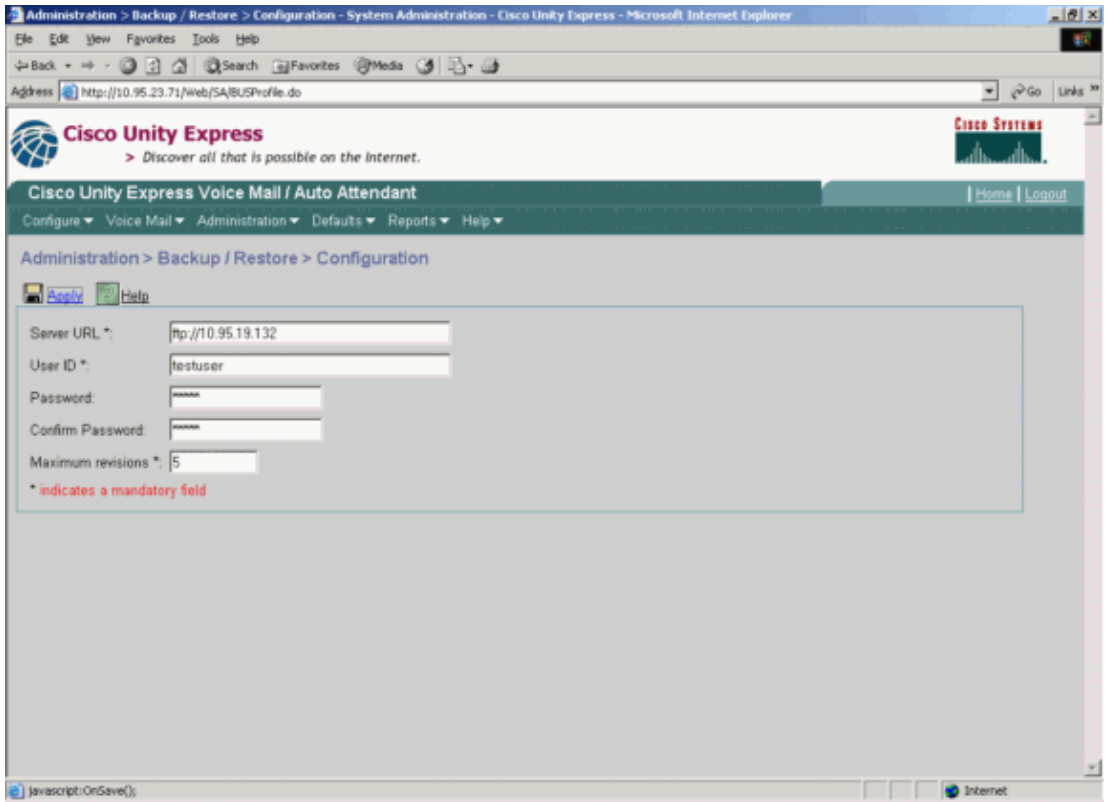 Administration > Backup / Restore > Configuration - System Administration - Cisco Unity Express - Microsoft Internet Explorer
File Edit View Favorites Tools Help
Back Search Favorites Media
Address http://10.95.23.71/Web/SA/BUSProfile.do Go Links »
Cisco Unity Express
> Discover all that is possible on the Internet.
CISCO SYSTEMS
Cisco Unity Express Voice Mail / Auto Attendant
| Home | Logout
Configure Voice Mail Administration Defaults Reports Help
Administration > Backup / Restore > Configuration
Apply Help
Server URL *: ftp://10.95.19.132
User ID *: testuser
Password: *****
Confirm Password: *****
Maximum revisions *: 5
* indicates a mandatory field
javascript:OnSave(); Internet